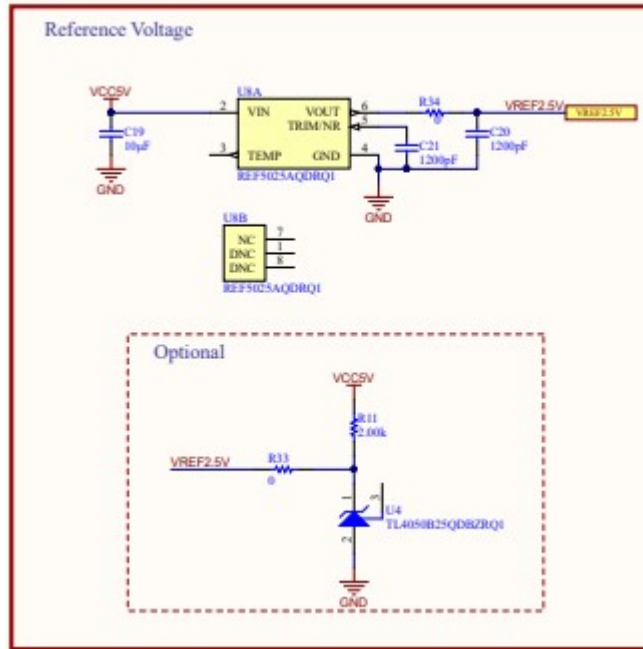 Reference Voltage
VCC5V
C19
10µF
GND
U8A
2 VIN VOUT 6
TRIM/NR 5
3 TEMP GND 4
REF5025AQDRQ1
R34
0
VREF2.5V
VREF2.5V
C21
1200pF
C20
1200pF
GND
U8B
NC 7
DNC 1
DNC 8
REF5025AQDRQ1
Optional
VCC5V
R11
2.00k
VREF2.5V
R33
0
1
3
U4
TL4050B25QDBZRQ1
2
GND